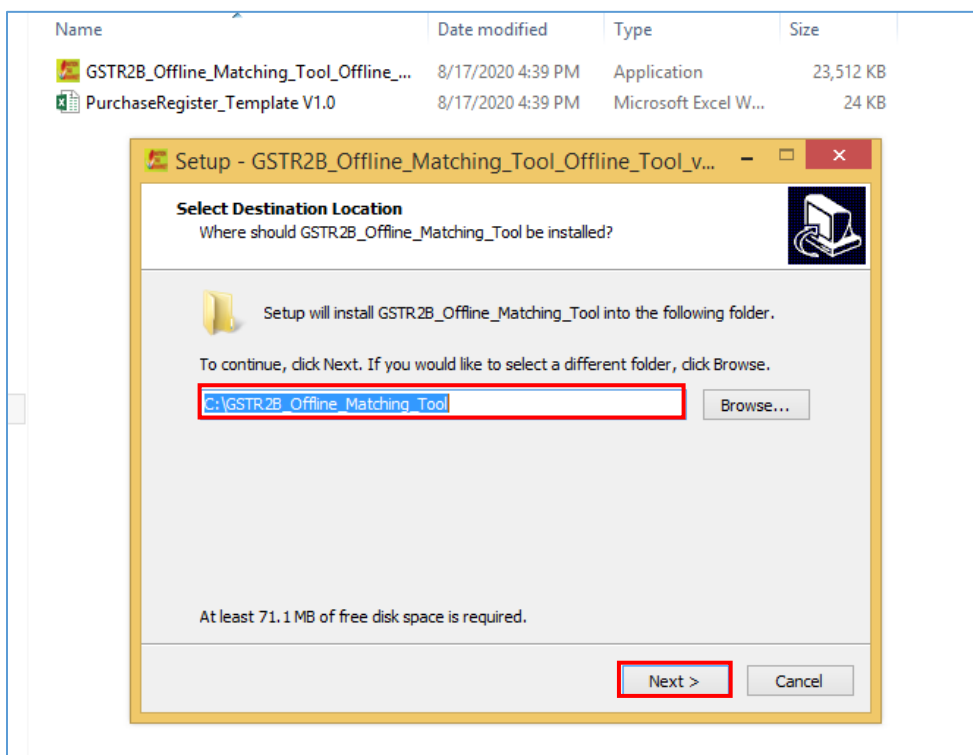 Name Date modified Type Size
GSTR2B_Offline_Matching_Tool_Offline_... 8/17/2020 4:39 PM Application 23,512 KB
PurchaseRegister_Template V1.0 8/17/2020 4:39 PM Microsoft Excel W... 24 KB
Setup - GSTR2B_Offline_Matching_Tool_Offline_Tool_v...
Select Destination Location
Where should GSTR2B_Offline_Matching_Tool be installed?
Setup will install GSTR2B_Offline_Matching_Tool into the following folder.
To continue, click Next. If you would like to select a different folder, click Browse.
C:\GSTR2B_Offline_Matching_Tool Browse...
At least 71.1 MB of free disk space is required.
Next > Cancel